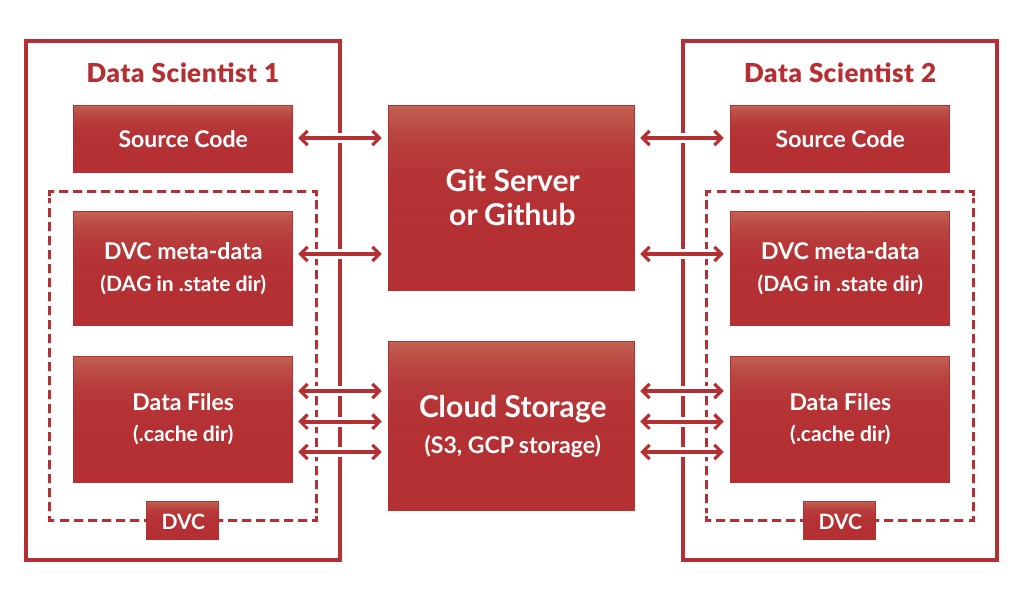 Data Scientist 1
Source Code
DVC meta-data
(DAG in .state dir)
Data Files
(.cache dir)
DVC
Git Server
or Github
Cloud Storage
(S3, GCP storage)
Data Scientist 2
Source Code
DVC meta-data
(DAG in .state dir)
Data Files
(.cache dir)
DVC